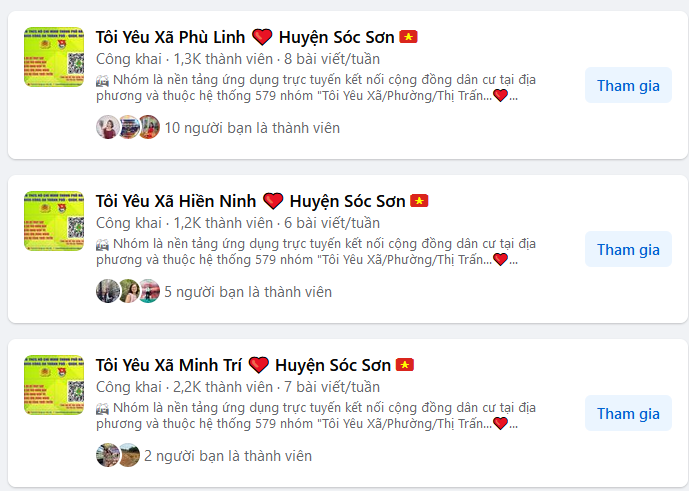 Tôi Yêu Xã Phù Linh ❤️ Huyện Sóc Sơn 🇻🇳
Công khai · 1,3K thành viên · 8 bài viết/tuần
📸 Nhóm là nền tảng ứng dụng trực tuyến kết nối cộng đồng dân cư tại địa
phương và thuộc hệ thống 579 nhóm "Tôi Yêu Xã/Phường/Thị Trấn...❤️...
Tham gia
10 người bạn là thành viên
Tôi Yêu Xã Hiền Ninh ❤️ Huyện Sóc Sơn 🇻🇳
Công khai · 1,2K thành viên · 6 bài viết/tuần
📸 Nhóm là nền tảng ứng dụng trực tuyến kết nối cộng đồng dân cư tại địa
phương và thuộc hệ thống 579 nhóm "Tôi Yêu Xã/Phường/Thị Trấn...❤️...
Tham gia
5 người bạn là thành viên
Tôi Yêu Xã Minh Trí ❤️ Huyện Sóc Sơn 🇻🇳
Công khai · 2,2K thành viên · 7 bài viết/tuần
📸 Nhóm là nền tảng ứng dụng trực tuyến kết nối cộng đồng dân cư tại địa
phương và thuộc hệ thống 579 nhóm "Tôi Yêu Xã/Phường/Thị Trấn...❤️...
Tham gia
2 người bạn là thành viên